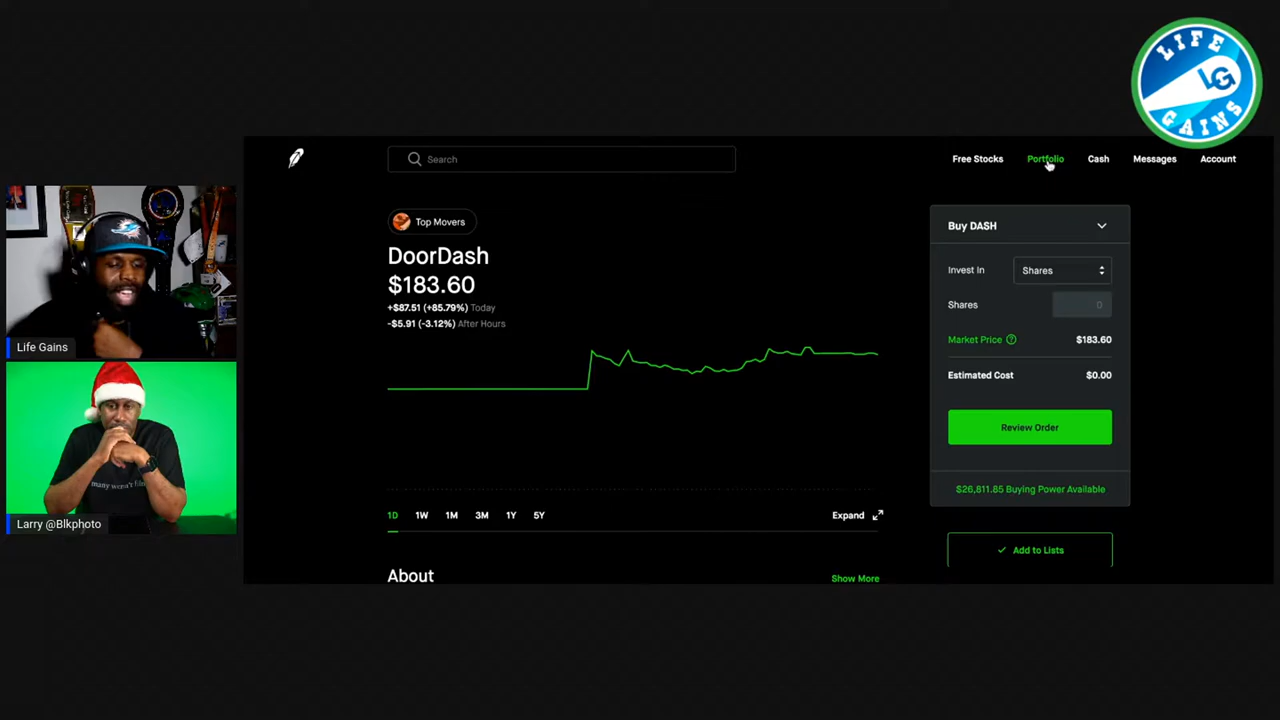 LIFE
LG
GAINS
Search
Free Stocks
Portfolio
Cash
Messages
Account
Top Movers
DoorDash
$183.60
+$87.51 (+85.79%) Today
-$5.91 (-3.12%) After Hours
1D 1W 1M 3M 1Y 5Y
Expand
About
Show More
Buy DASH
Invest In Shares
Shares 0
Market Price $183.60
Estimated Cost $0.00
Review Order
$26,811.85 Buying Power Available
Add to Lists
Life Gains
many weren't
Larry @Blkphoto